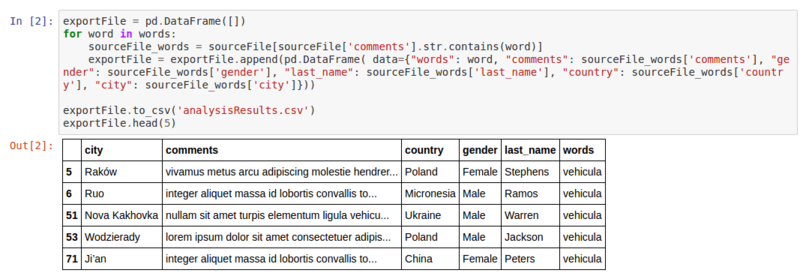 In [2]: exportFile = pd.DataFrame([])
for word in words:
    sourceFile_words = sourceFile[sourceFile['comments'].str.contains(word)]
    exportFile = exportFile.append(pd.DataFrame( data={"words": word, "comments": sourceFile_words['comments'], "ge
nder": sourceFile_words['gender'], "last_name": sourceFile_words['last_name'], "country": sourceFile_words['countr
y'], "city": sourceFile_words['city']}))
exportFile.to_csv('analysisResults.csv')
exportFile.head(5)
Out[2]: city comments country gender last_name words
5 Raków vivamus metus arcu adipiscing molestie hendrer... Poland Female Stephens vehicula
6 Ruo integer aliquet massa id lobortis convallis to... Micronesia Male Ramos vehicula
51 Nova Kakhovka nullam sit amet turpis elementum ligula vehicu... Ukraine Male Warren vehicula
53 Wodzierady lorem ipsum dolor sit amet consectetuer adipis... Poland Male Jackson vehicula
71 Ji'an integer aliquet massa id lobortis convallis to... China Female Peters vehicula